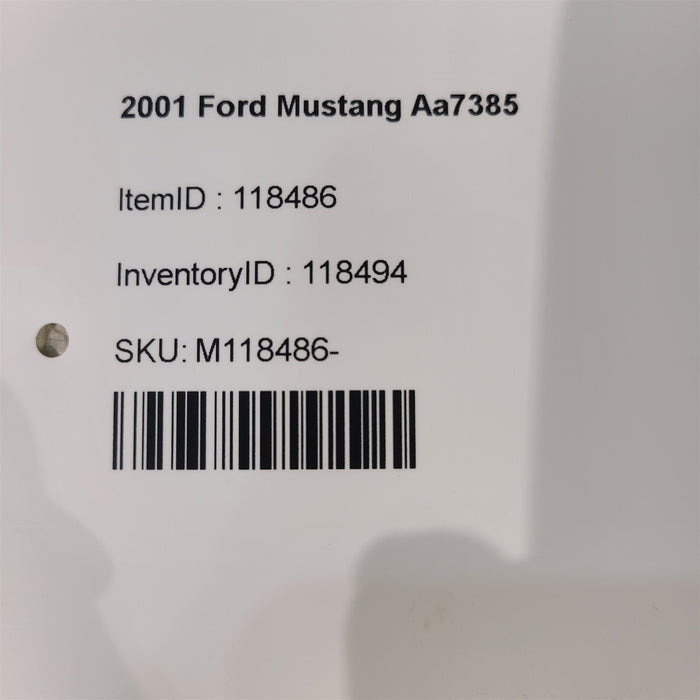 2001 Ford Mustang Aa7385
ItemID : 118486
InventoryID : 118494
SKU: M118486-